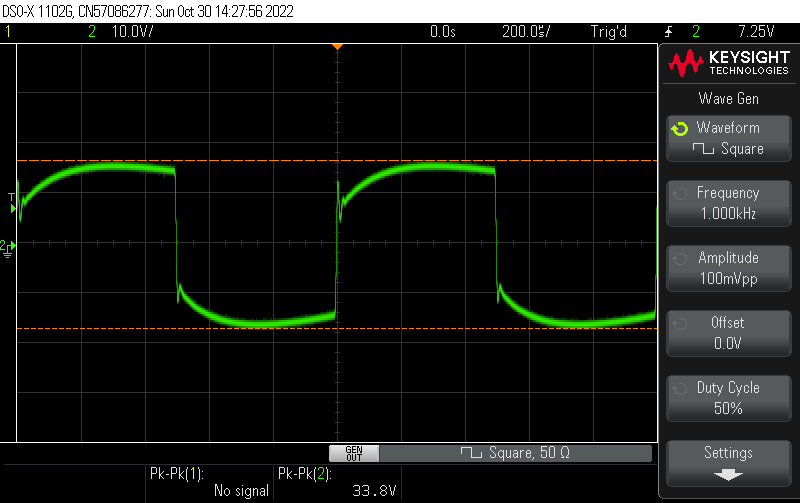 DSO-X 1102G, CN57086277: Sun Oct 30 14:27:56 2022
1 2 10.0V/ 0.0s 200.0us/ Trig'd 2 7.25V
KEYSIGHT
TECHNOLOGIES
Wave Gen
Waveform
Square
Frequency
1.000kHz
T
Amplitude
100mVpp
2
Offset
0.0V
Duty Cycle
50%
Settings
GEN
OUT
Square, 50 Ω
Pk-Pk(1):
No signal
Pk-Pk(2):
33.8V